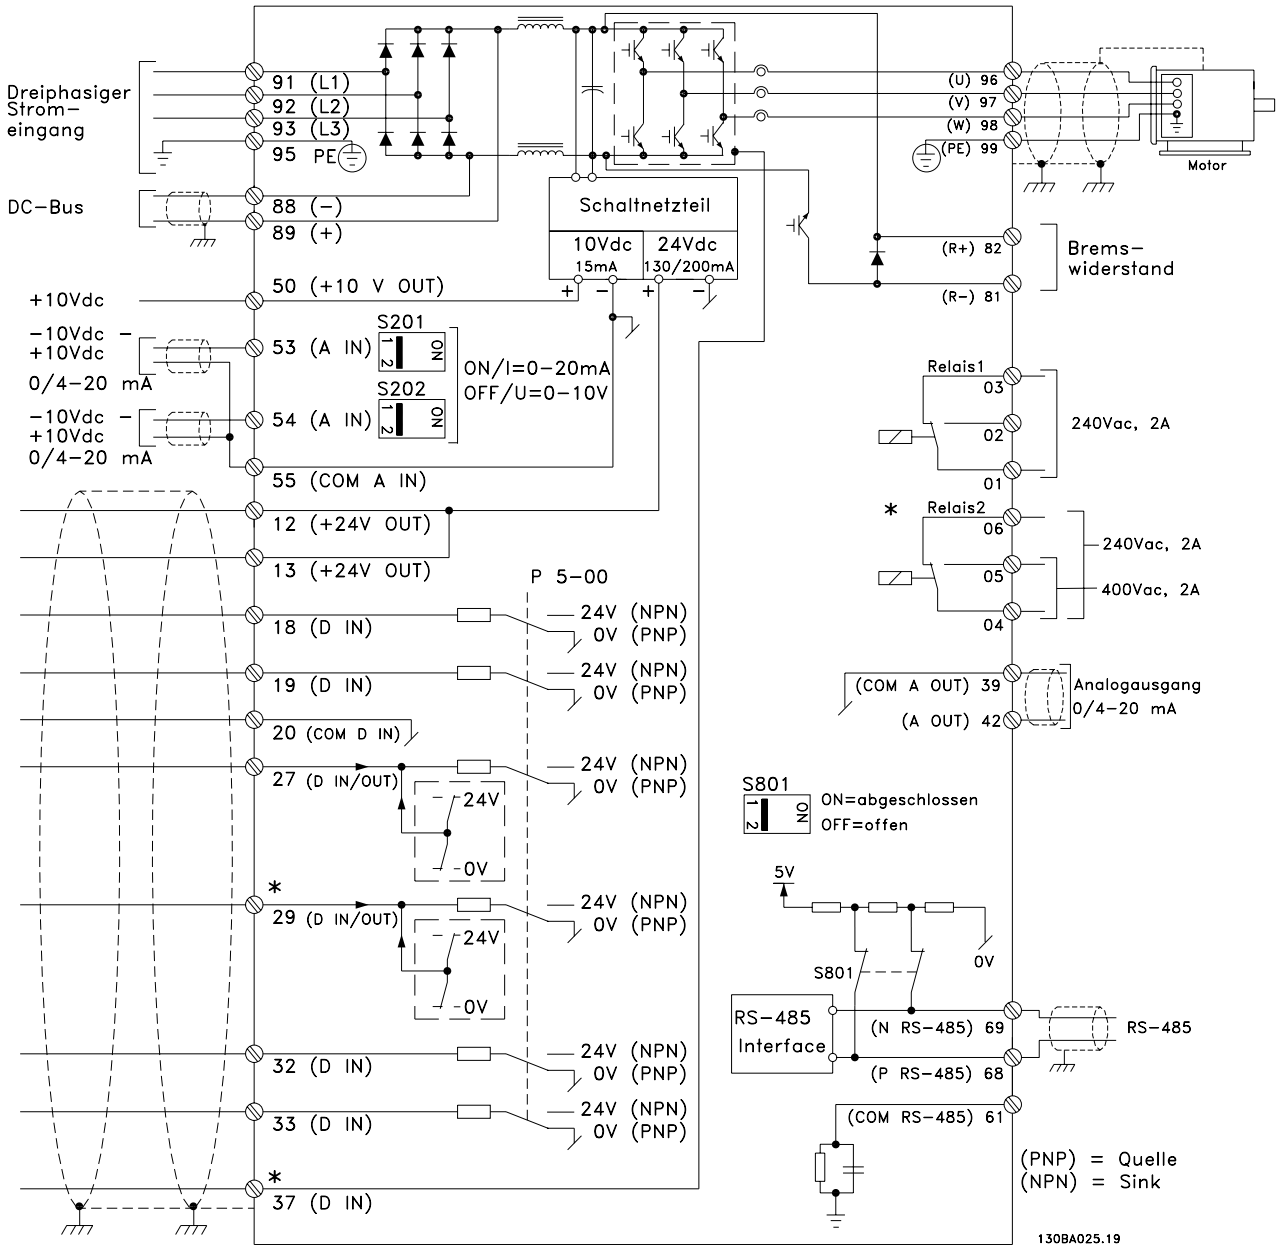 Dreiphasiger
Strom-
eingang
91 (L1)
92 (L2)
93 (L3)
95 PE
DC-Bus
88 (-)
89 (+)
+10Vdc
50 (+10 V OUT)
-10Vdc -
+10Vdc
0/4-20 mA
53 (A IN)
S201
1 2
ON
-10Vdc -
+10Vdc
0/4-20 mA
54 (A IN)
S202
1 2
ON
ON/I=0-20mA
OFF/U=0-10V
55 (COM A IN)
12 (+24V OUT)
13 (+24V OUT)
P 5-00
18 (D IN)
24V (NPN)
0V (PNP)
19 (D IN)
24V (NPN)
0V (PNP)
20 (COM D IN)
27 (D IN/OUT)
24V (NPN)
0V (PNP)
24V
0V
*
29 (D IN/OUT)
24V (NPN)
0V (PNP)
24V
0V
32 (D IN)
24V (NPN)
0V (PNP)
33 (D IN)
24V (NPN)
0V (PNP)
*
37 (D IN)
Schaltnetzteil
10Vdc
15mA
24Vdc
130/200mA
+ - + -
(U) 96
(V) 97
(W) 98
(PE) 99
Motor
(R+) 82
(R-) 81
Brems-
widerstand
Relais1
03
02
01
240Vac, 2A
*
Relais2
06
05
04
240Vac, 2A
400Vac, 2A
(COM A OUT) 39
(A OUT) 42
Analogausgang
0/4-20 mA
S801
1 2
ON
ON=abgeschlossen
OFF=offen
5V
S801
0V
RS-485
Interface
(N RS-485) 69
(P RS-485) 68
RS-485
(COM RS-485) 61
(PNP) = Quelle
(NPN) = Sink
130BA025.19